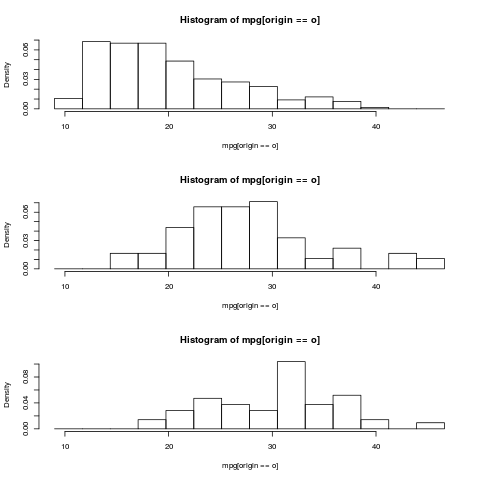 Histogram of mpg[origin == o]
Density
0.00 0.03 0.06
10 20 30 40
mpg[origin == o]
Histogram of mpg[origin == o]
Density
0.00 0.03 0.06
10 20 30 40
mpg[origin == o]
Histogram of mpg[origin == o]
Density
0.00 0.04 0.08
10 20 30 40
mpg[origin == o]